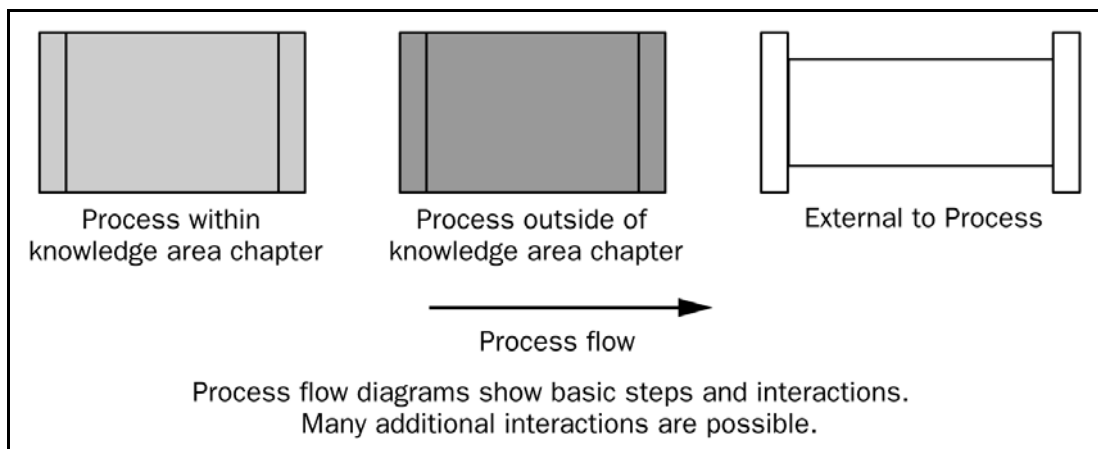 Process within
knowledge area chapter
Process outside of
knowledge area chapter
External to Process
Process flow
Process flow diagrams show basic steps and interactions.
Many additional interactions are possible.